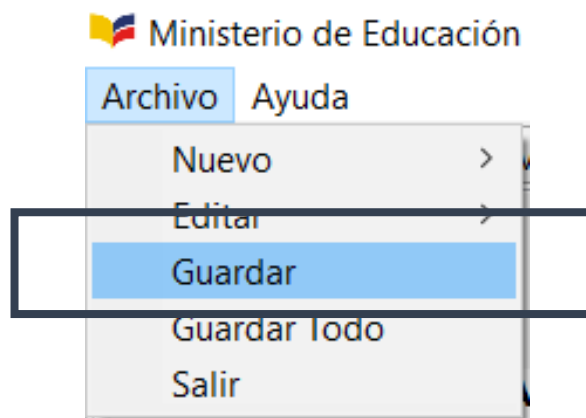 Ministerio de Educación
Archivo Ayuda
Nuevo
Editar
Guardar
Guardar Todo
Salir